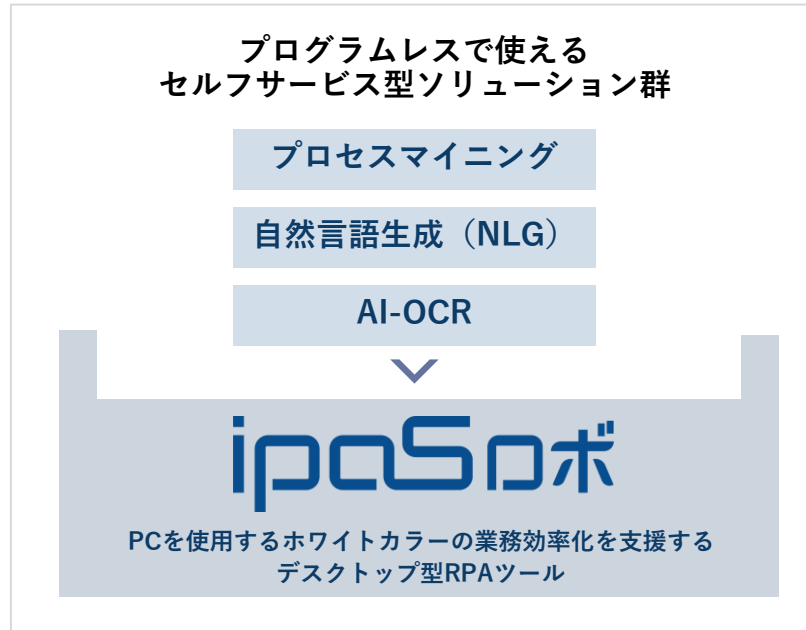 プログラムレスで使える
セルフサービス型ソリューション群
プロセスマイニング
自然言語生成（NLG）
AI-OCR
ipaSロボ
PCを使用するホワイトカラーの業務効率化を支援する
デスクトップ型RPAツール